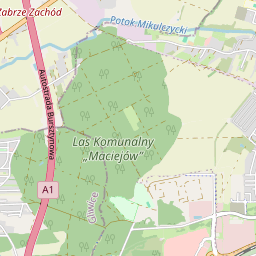 Zabrze Zachód
Potok Mikulczycki
Autostrada Bursztynowa
Las Komunalny
„Maciejów”
A1
Gliwice